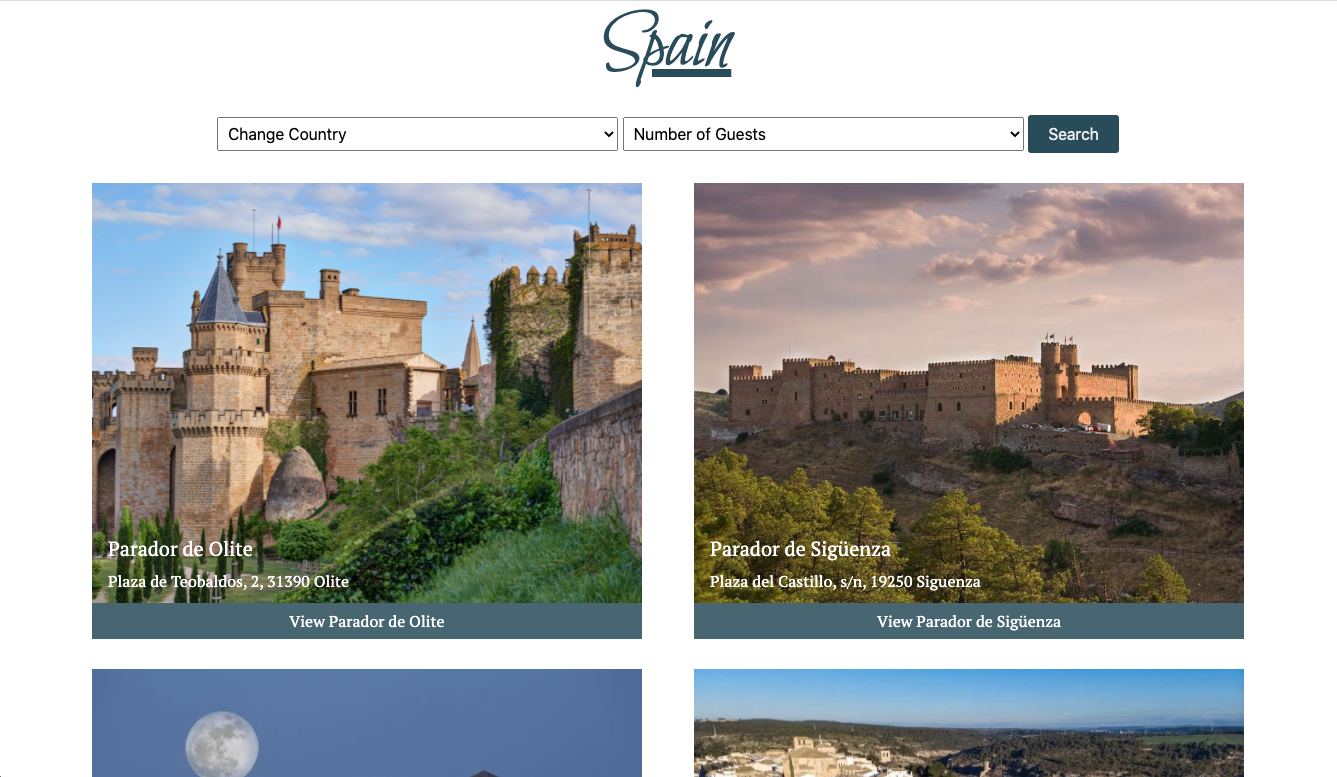 Spain
Change Country
Number of Guests
Search
Parador de Olite
Plaza de Teobaldos, 2, 31390 Olite
View Parador de Olite
Parador de Sigüenza
Plaza del Castillo, s/n, 19250 Siguenza
View Parador de Sigüenza